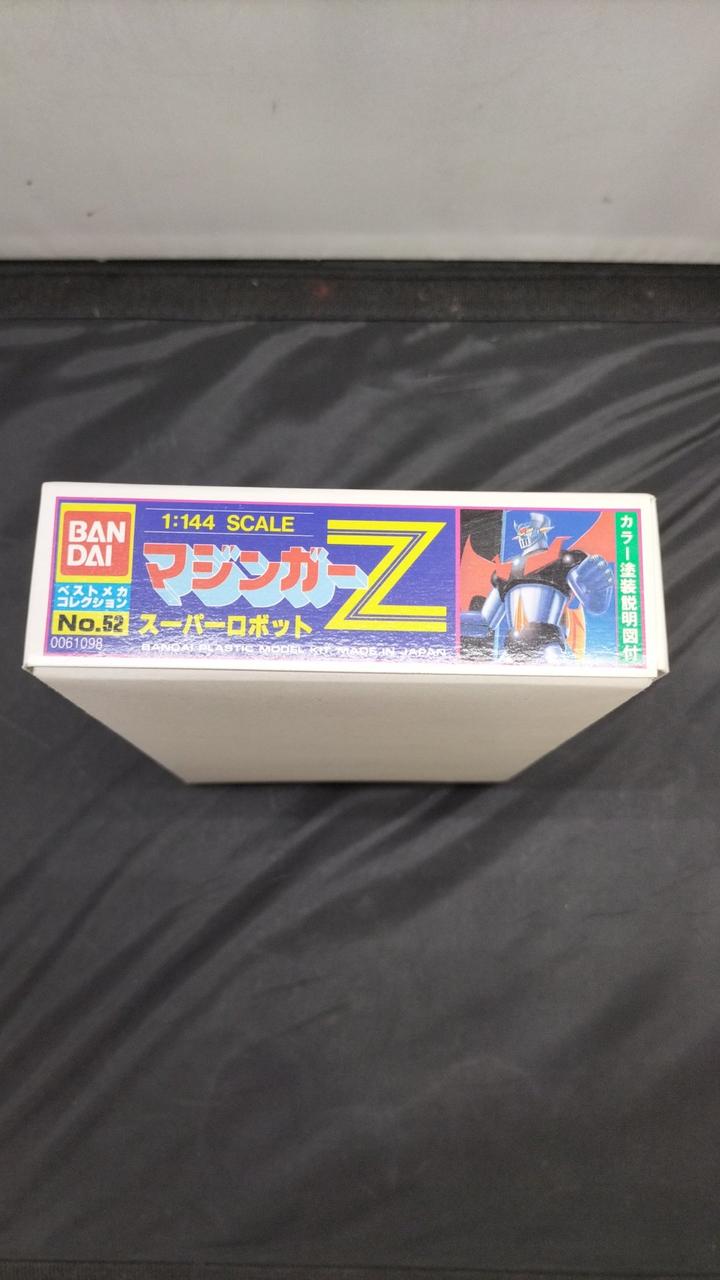 BAN
DAI
ベストメカ
コレクション
No.52
0061098
1:144 SCALE
マジンガーZ
スーパーロボット
BANDAI PLASTIC MODEL KIT MADE IN JAPAN
カラー塗装説明図付